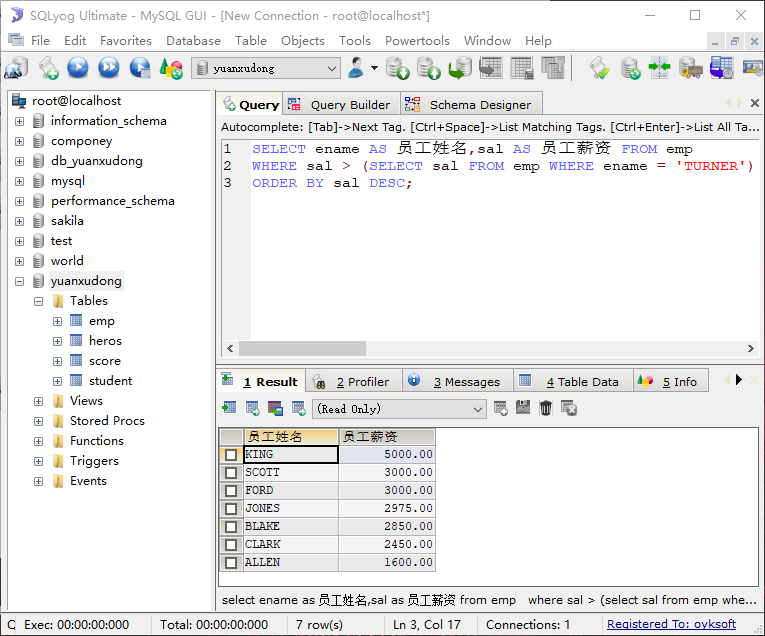 SQLyog Ultimate - MySQL GUI - [New Connection - root@localhost*]
File Edit Favorites Database Table Objects Tools Powertools Window Help
yuanxudong
root@localhost
information_schema
componey
db_yuanxudong
mysql
performance_schema
sakila
test
world
yuanxudong
Tables
emp
heros
score
student
Views
Stored Procs
Functions
Triggers
Events
Query Query Builder Schema Designer
Autocomplete: [Tab]->Next Tag. [Ctrl+Space]->List Matching Tags. [Ctrl+Enter]->List All Ta...
1 SELECT ename AS 员工姓名,sal AS 员工薪资 FROM emp
2 WHERE sal > (SELECT sal FROM emp WHERE ename = 'TURNER')
3 ORDER BY sal DESC;
1 Result 2 Profiler 3 Messages 4 Table Data 5 Info
(Read Only)
员工姓名 员工薪资
KING 5000.00
SCOTT 3000.00
FORD 3000.00
JONES 2975.00
BLAKE 2850.00
CLARK 2450.00
ALLEN 1600.00
select ename as 员工姓名,sal as 员工薪资 from emp where sal > (select sal from emp whe...
C Exec: 00:00:00:000 Total: 00:00:00:000 7 row(s) Ln 3, Col 17 Connections: 1 Registered To: ovksoft